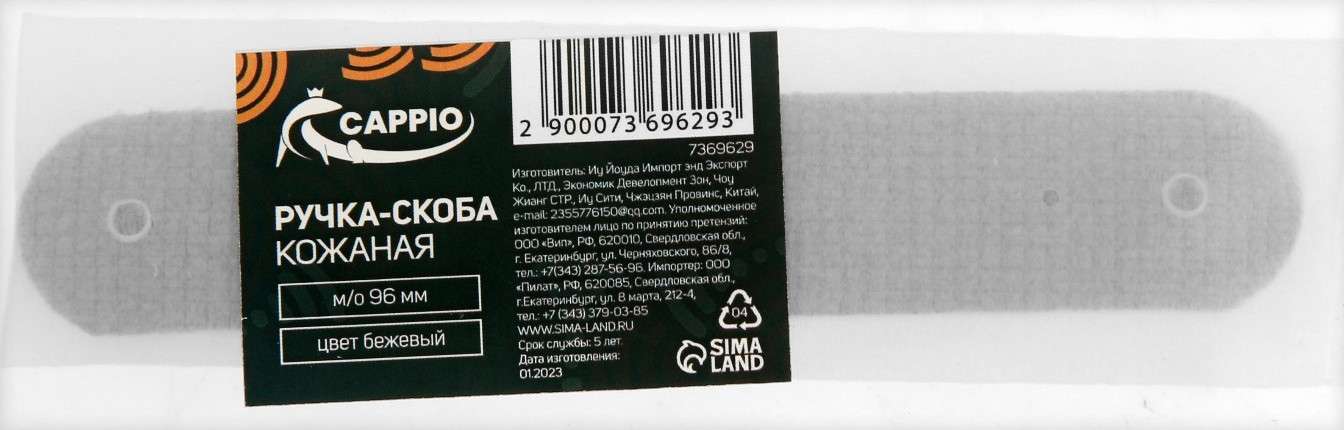 CAPPIO
РУЧКА-СКОБА
КОЖАНАЯ
м/о 96 мм
цвет бежевый
2 900073 696293
7369629
Изготовитель: Иу Йоуда Импорт энд Экспорт
Ко., ЛТД., Экономик Девелопмент Зон, Чоу
Жианг СТР., Иу Сити, Чжэцзян Провинс, Китай,
e-mail: 2355776150@qq.com. Уполномоченное
изготовителем лицо по принятию претензий:
ООО «Вип», РФ, 620010, Свердловская обл.,
г. Екатеринбург, ул. Черняховского, 86/8,
тел.: +7(343) 287-56-96. Импортер: ООО
«Пилат», РФ, 620085, Свердловская обл.,
г.Екатеринбург, ул. 8 марта, 212-4,
тел.: +7 (343) 379-03-85
WWW.SIMA-LAND.RU
Срок службы: 5 лет.
Дата изготовления:
01.2023
04
SIMA
LAND